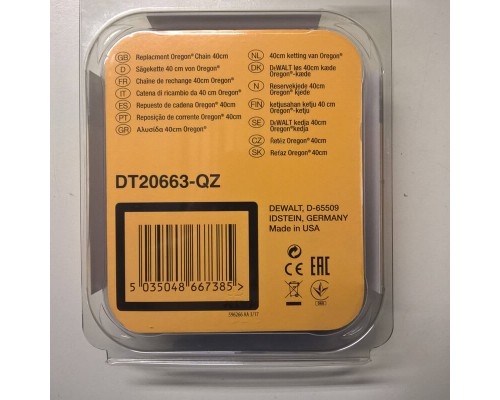 GB Replacment Oregon® Chain 40cm
D Sägekette 40 cm von Oregon®
FR Chaîne de rechange 40cm Oregon®
IT Catena di ricambio da 40 cm Oregon®
ES Repuesto de cadena Oregon® 40cm
PT Reposição de corrente Oregon® 40cm
GR Αλυσίδα 40cm Oregon®
NL 40cm ketting van Oregon®
DK DeWALT løs 40cm kæde
Oregon®-kæde
N Reservekjede 40cm
Oregon® kjede
FIN ketjusahan ketju 40 cm
Oregon®-ketju
SE DeWALT kedja 40cm
Oregon®kedja
CZ Řetěz Oregon® 40cm
SK Reťaz Oregon® 40cm
DT20663-QZ
5 035048 667385 >
DEWALT, D-65509
IDSTEIN, GERMANY
Made in USA
CE EAC